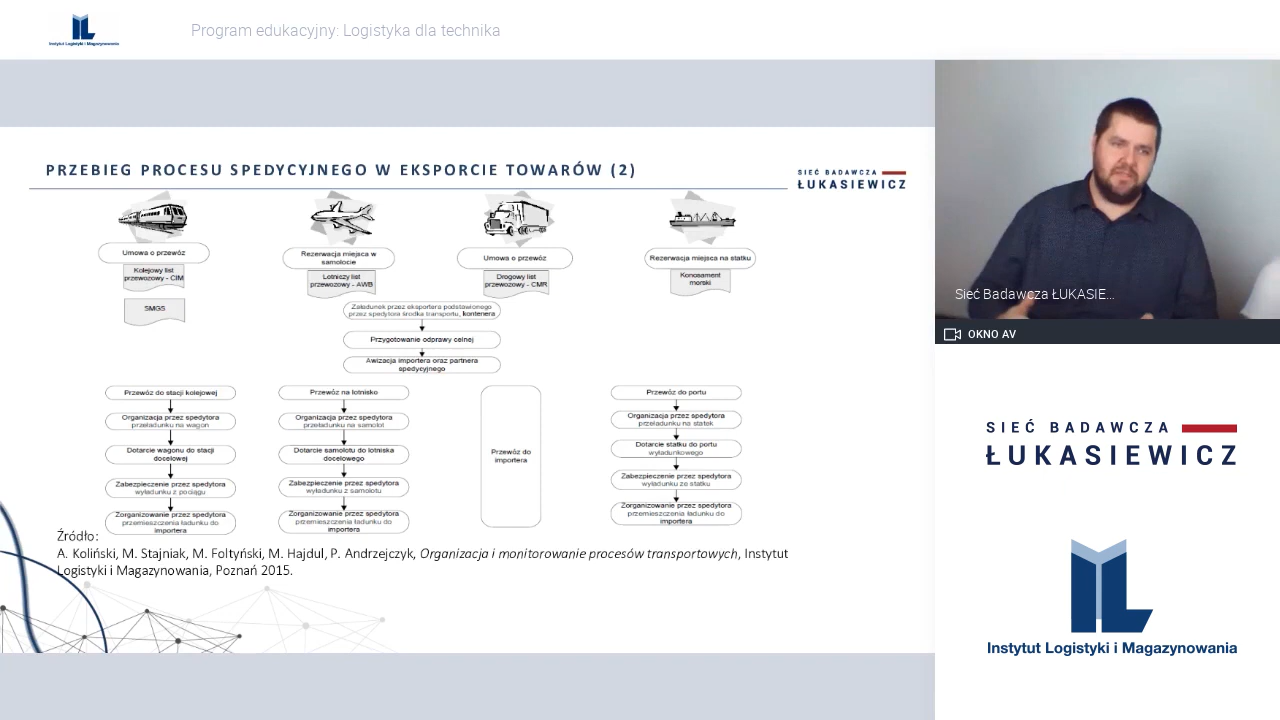 Instytut Logistyki i Magazynowania
Program edukacyjny: Logistyka dla technika
PRZEBIEG PROCESU SPEDYCYJNEGO W EKSPORCIE TOWARÓW (2)
SIEĆ BADAWCZA
ŁUKASIEWICZ
Umowa o przewóz
Kolejowy list
przewozowy - CIM
SMGS
Rezerwacja miejsca w
samolocie
Lotniczy list
przewozowy - AWB
Umowa o przewóz
Drogowy list
przewozowy - CMR
Rezerwacja miejsca na statku
Konosament
morski
Załadunek przez eksportera podstawionego
przez spedytora środka transportu, kontenera
Przygotowanie odprawy celnej
Awizacja importera oraz partnera
spedycyjnego
Przewóz do stacji kolejowej
Organizacja przez spedytora
przeładunku na wagon
Dotarcie wagonu do stacji
docelowej
Zabezpieczenie przez spedytora
wyładunku z pociągu
Zorganizowanie przez spedytora
przemieszczenia ładunku do
importera
Przewóz na lotnisko
Organizacja przez spedytora
przeładunku na samolot
Dotarcie samolotu do lotniska
docelowego
Zabezpieczenie przez spedytora
wyładunku z samolotu
Zorganizowanie przez spedytora
przemieszczenia ładunku do
importera
Przewóz do
importera
Przewóz do portu
Organizacja przez spedytora
przeładunku na statek
Dotarcie statku do portu
wyładunkowego
Zabezpieczenie przez spedytora
wyładunku ze statku
Zorganizowanie przez spedytora
przemieszczenia ładunku do
importera
Źródło:
A. Koliński, M. Stajniak, M. Foltyński, M. Hajdul, P. Andrzejczyk, Organizacja i monitorowanie procesów transportowych, Instytut
Logistyki i Magazynowania, Poznań 2015.
Sieć Badawcza ŁUKASIE...
OKNO AV
SIEĆ BADAWCZA
ŁUKASIEWICZ
Instytut Logistyki i Magazynowania